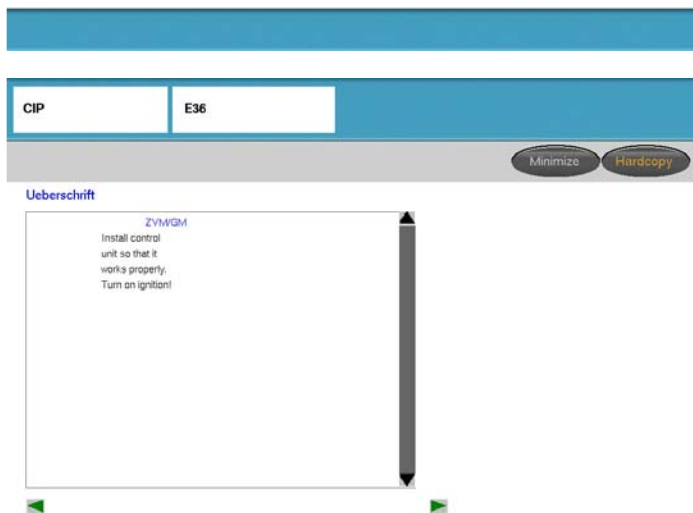 CIP
E36
Minimize
Hardcopy
Ueberschrift
ZVM/GM
Install control
unit so that it
works properly.
Turn on ignition!